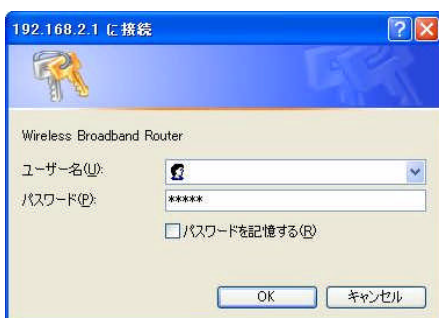 192.168.2.1 に接続
Wireless Broadband Router
ユーザー名(U):
パスワード(P):
*****
パスワードを記憶する(R)
OK
キャンセル